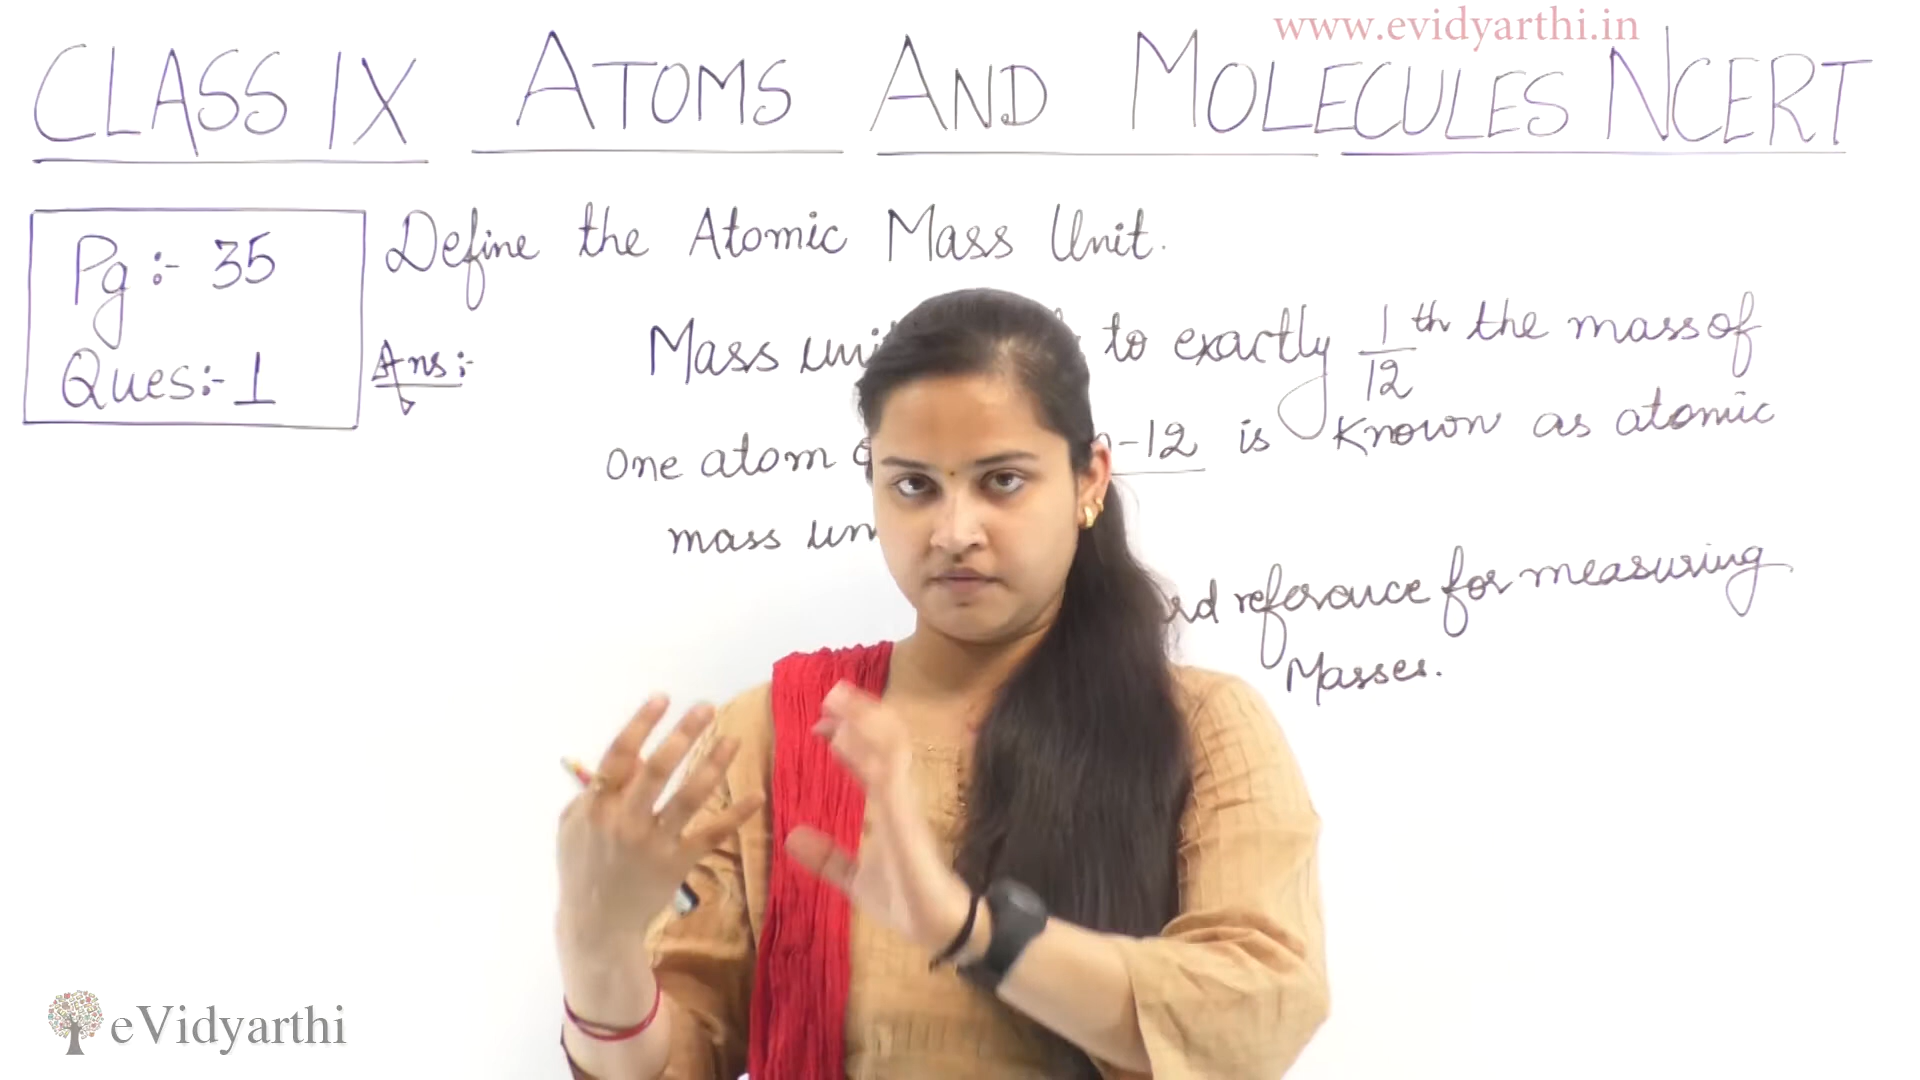 www.evidyarthi.in
CLASS IX ATOMS AND MOLECULES NCERT
Pg:- 35
Ques:- 1
Define the Atomic Mass Unit.
Ans:-
Mass to exactly 1/12 th the mass of
one atom -12 is known as atomic
mass
reference for measuring
Masses.
eVidyarthi